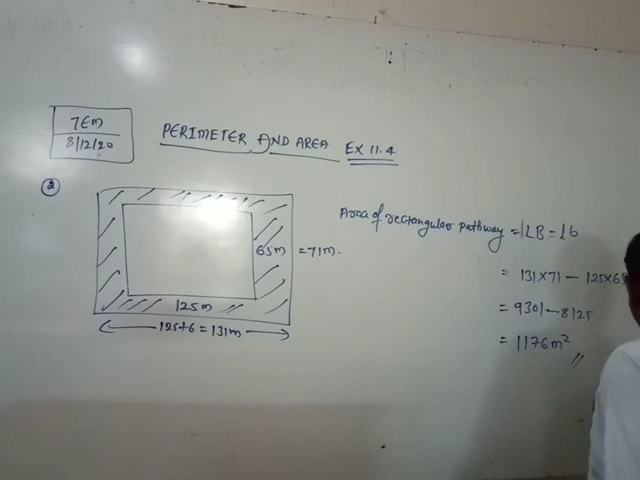 7EM
8/12/20
PERIMETER AND AREA EX 11.4
2
65m = 71m.
125m
125+6 = 131m
Area of rectangular pathway = LB - lb
= 131×71 - 125×65
= 9301 - 8125
= 1176m²